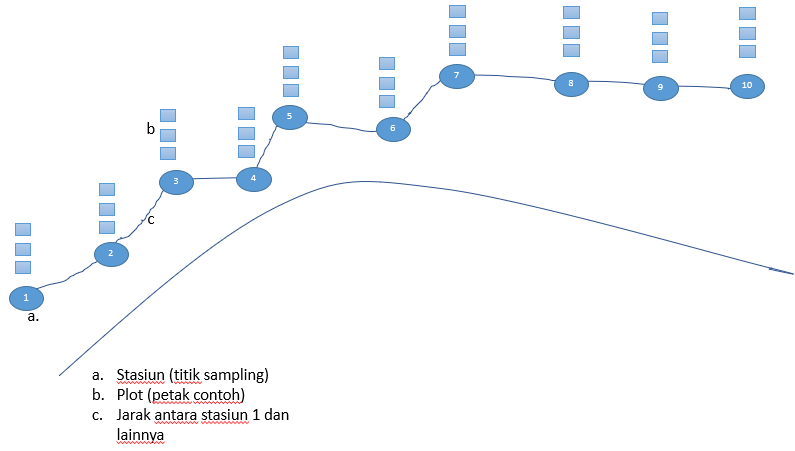 7
8
9
10
5
6
b
3
4
c
2
1
a.
a. Stasiun (titik sampling)
b. Plot (petak contoh)
c. Jarak antara stasiun 1 dan
lainnya